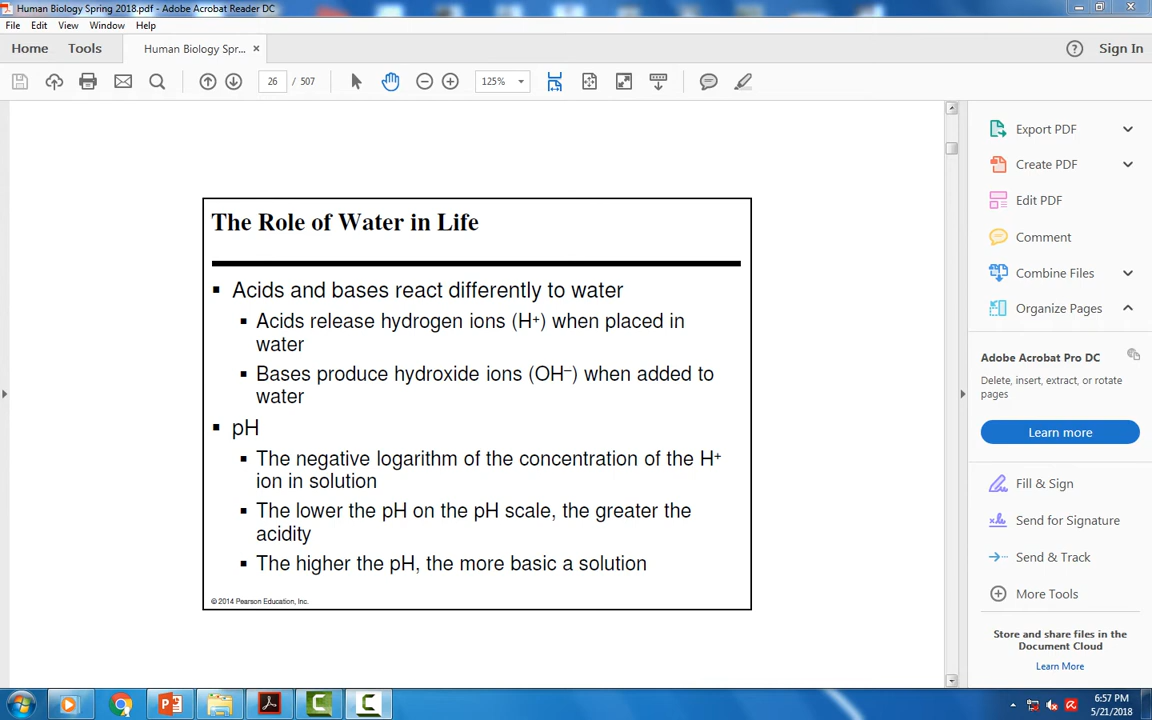 Human Biology Spring 2018.pdf - Adobe Acrobat Reader DC
File Edit View Window Help
Home Tools Human Biology Spr... × Sign In
26 / 507 125%
Export PDF
Create PDF
Edit PDF
Comment
Combine Files
Organize Pages
Adobe Acrobat Pro DC
Delete, insert, extract, or rotate
pages
Learn more
Fill & Sign
Send for Signature
Send & Track
More Tools
Store and share files in the
Document Cloud
Learn More
The Role of Water in Life
▪ Acids and bases react differently to water
▪ Acids release hydrogen ions (H⁺) when placed in
water
▪ Bases produce hydroxide ions (OH⁻) when added to
water
▪ pH
▪ The negative logarithm of the concentration of the H⁺
ion in solution
▪ The lower the pH on the pH scale, the greater the
acidity
▪ The higher the pH, the more basic a solution
© 2014 Pearson Education, Inc.
6:57 PM
5/21/2018